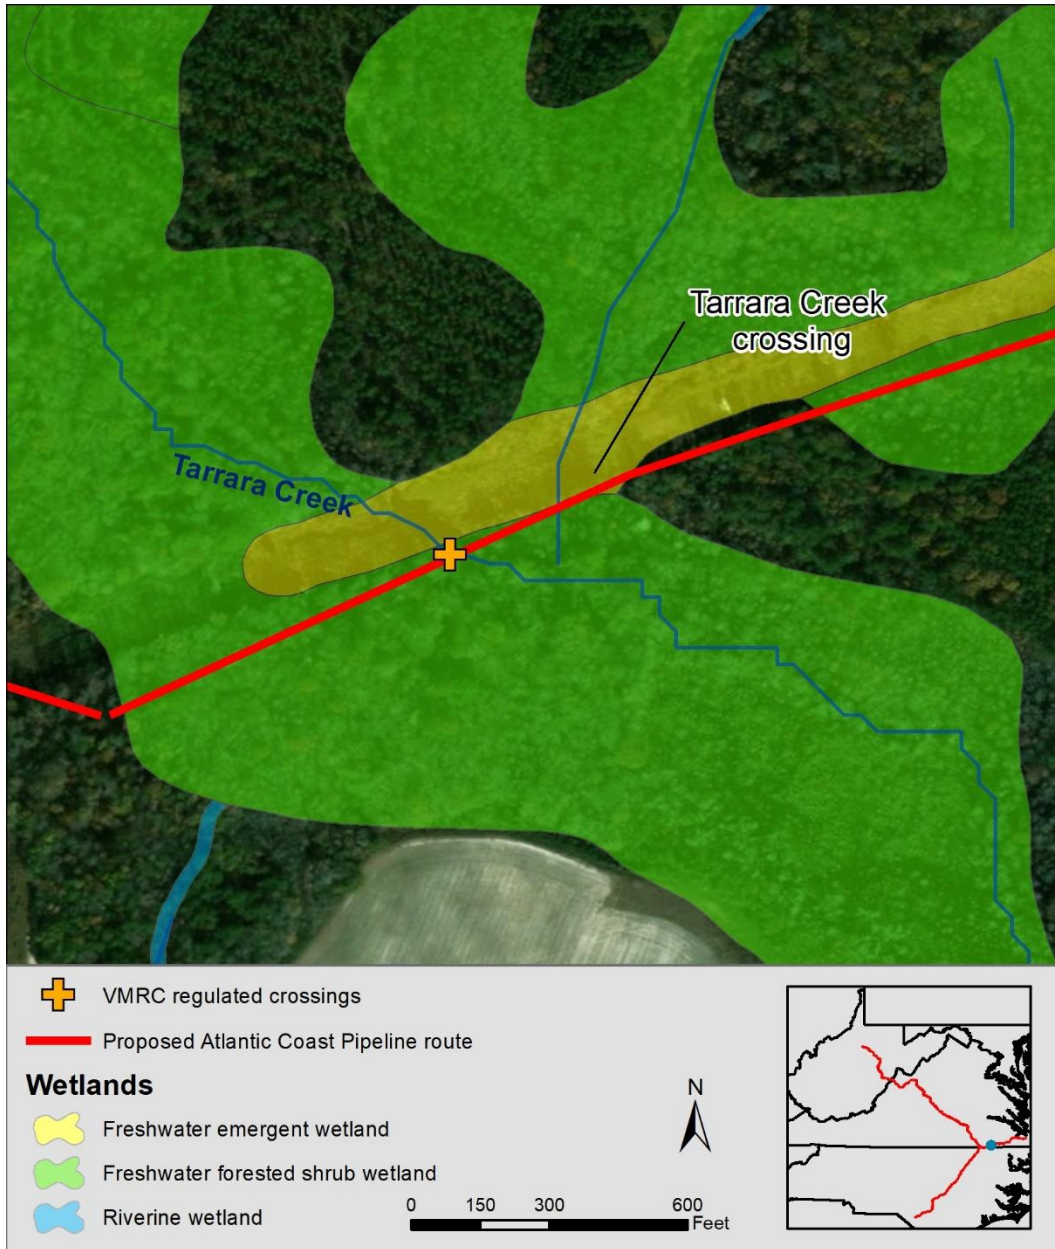 Tarrara Creek
crossing
Tarrara Creek
VMRC regulated crossings
Proposed Atlantic Coast Pipeline route
Wetlands
Freshwater emergent wetland
Freshwater forested shrub wetland
Riverine wetland
N
0 150 300 600
Feet